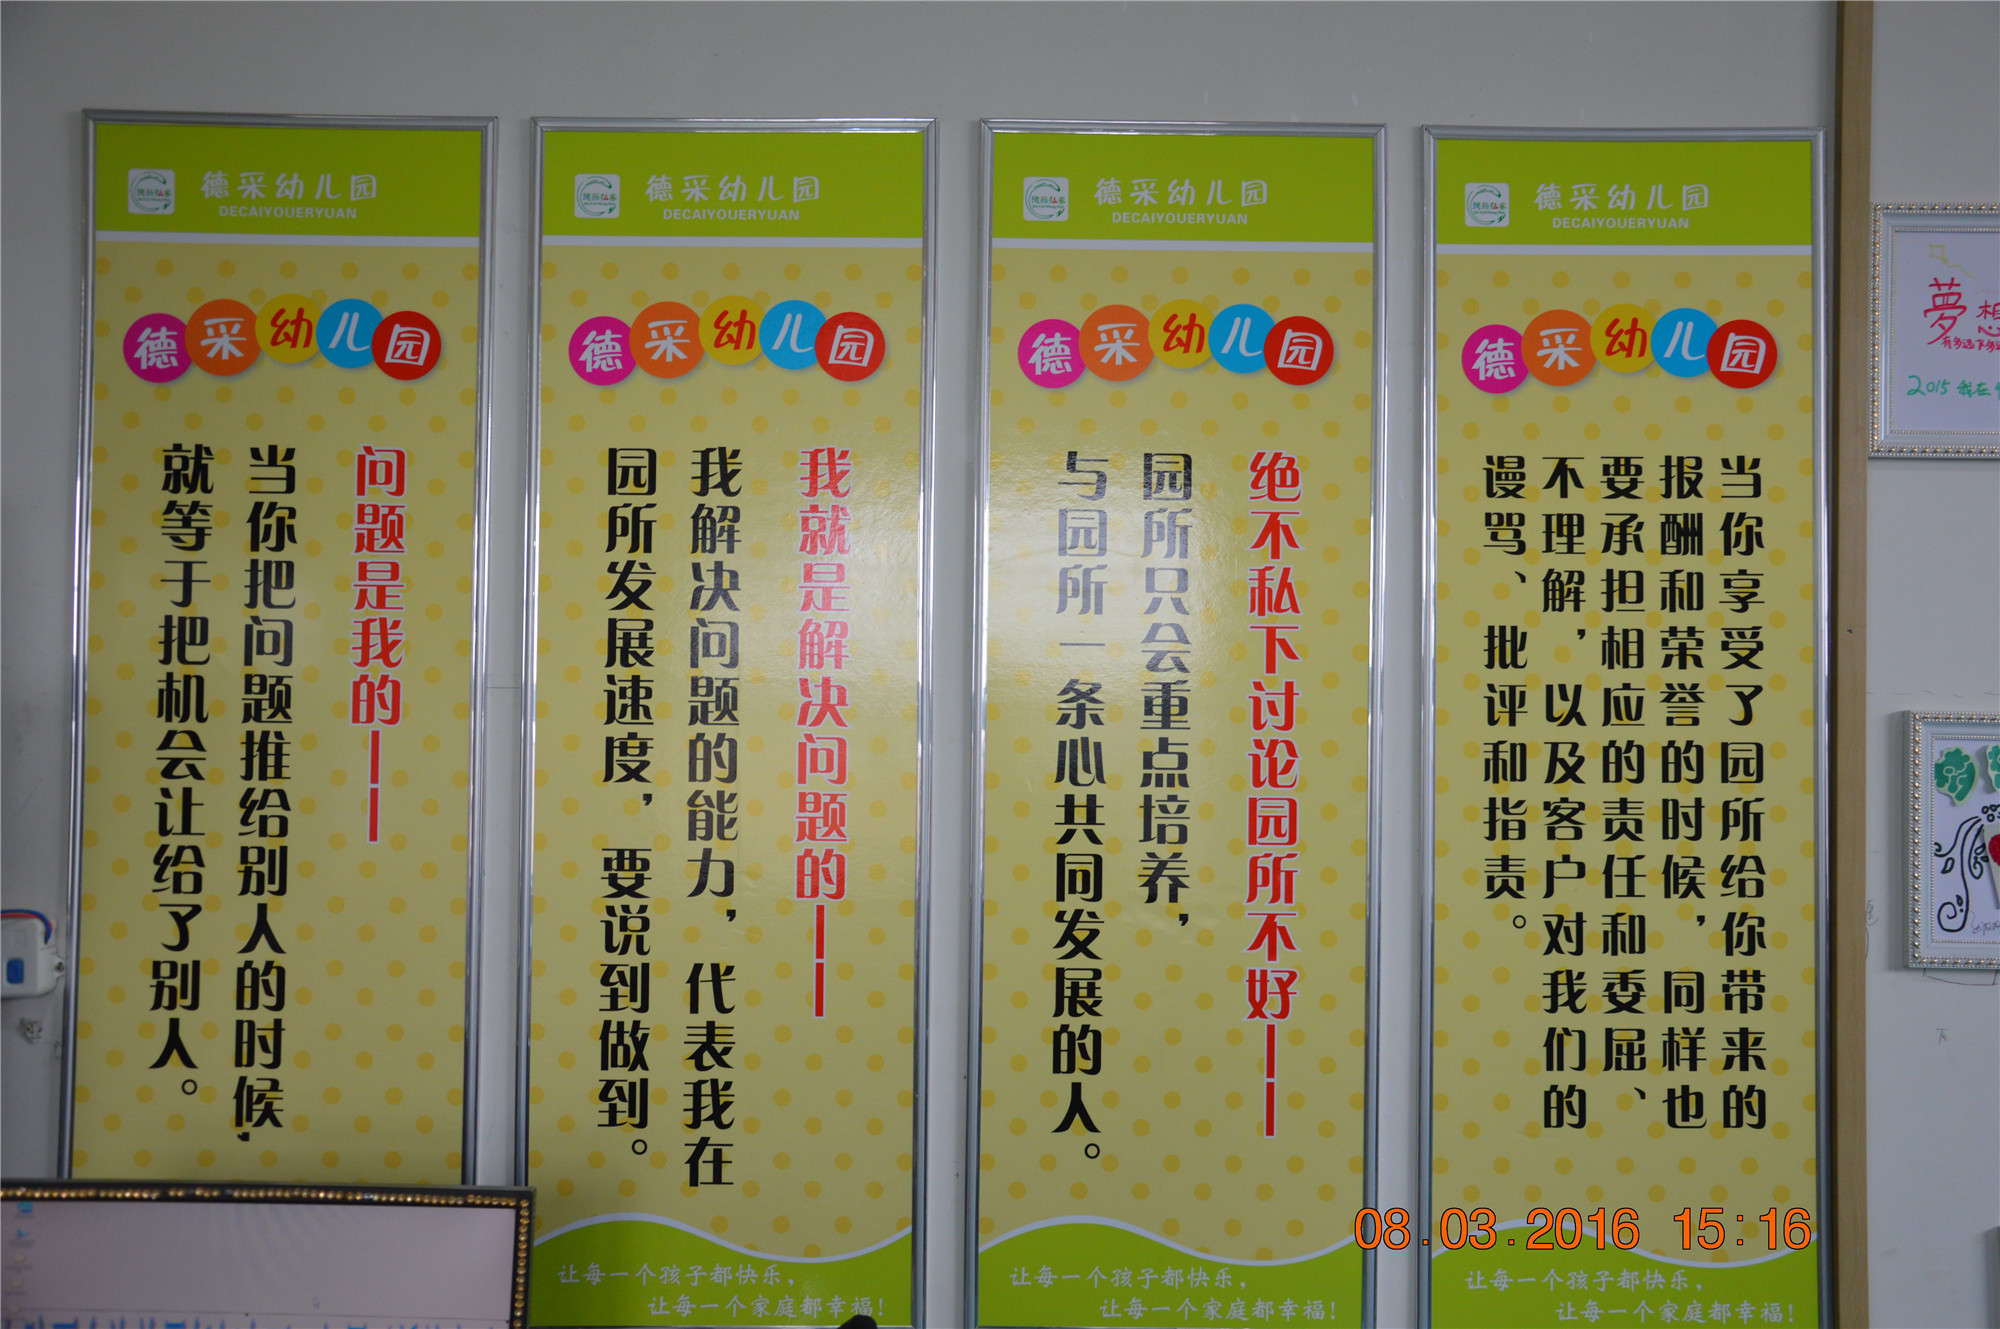 德采幼儿园
DECAIYOUERYUAN
德采幼儿园
问题是我的——
当你把问题推给别人的时候，
就等于把机会让给了别人。
德采幼儿园
DECAIYOUERYUAN
德采幼儿园
我就是解决问题的——
我解决问题的能力，代表我在
园所发展速度，要说到做到。
让每一个孩子都快乐，
让每一个家庭都幸福！
德采幼儿园
DECAIYOUERYUAN
德采幼儿园
绝不私下讨论园所不好——
园所只会重点培养，
与园所一条心共同发展的人。
让每一个孩子都快乐，
让每一个家庭都幸福！
德采幼儿园
DECAIYOUERYUAN
德采幼儿园
当你享受了园所给你带来的
报酬和荣誉的时候，同样也
要承担相应的责任和委屈、
不理解，以及客户对我们的
谩骂、批评和指责。
让每一个孩子都快乐，
让每一个家庭都幸福！
夢
2015 我在
08.03.2016 15:16